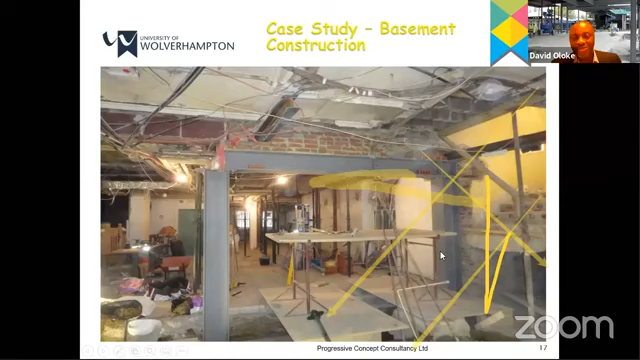 UNIVERSITY OF
WOLVERHAMPTON
Case Study – Basement
Construction
David Oloke
Progressive Concept Consultancy Ltd
17
zoom